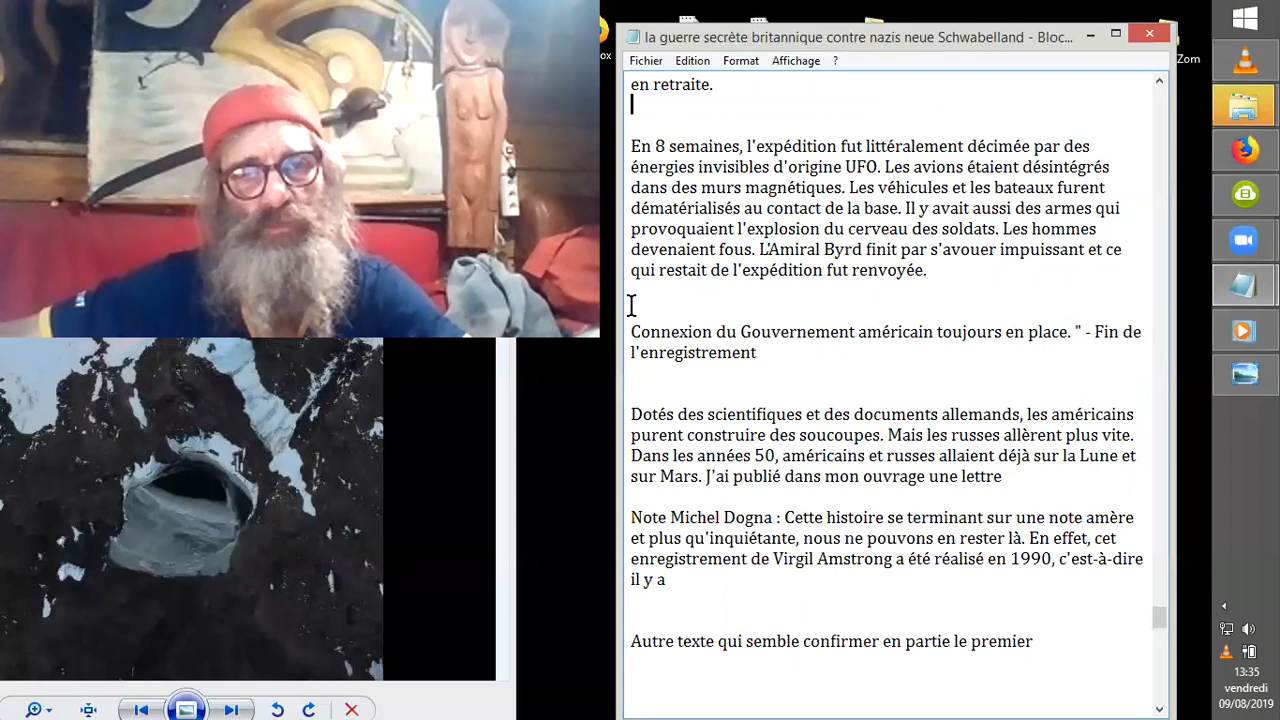 la guerre secrète britannique contre nazis neue Schwabelland - Bloc...
Fichier Edition Format Affichage ?
en retraite.
En 8 semaines, l'expédition fut littéralement décimée par des
énergies invisibles d'origine UFO. Les avions étaient désintégrés
dans des murs magnétiques. Les véhicules et les bateaux furent
dématérialisés au contact de la base. Il y avait aussi des armes qui
provoquaient l'explosion du cerveau des soldats. Les hommes
devenaient fous. L'Amiral Byrd finit par s'avouer impuissant et ce
qui restait de l'expédition fut renvoyée.
Connexion du Gouvernement américain toujours en place. " - Fin de
l'enregistrement
Dotés des scientifiques et des documents allemands, les américains
purent construire des soucoupes. Mais les russes allèrent plus vite.
Dans les années 50, américains et russes allaient déjà sur la Lune et
sur Mars. J'ai publié dans mon ouvrage une lettre
Note Michel Dogna : Cette histoire se terminant sur une note amère
et plus qu'inquiétante, nous ne pouvons en rester là. En effet, cet
enregistrement de Virgil Amstrong a été réalisé en 1990, c'est-à-dire
il y a
Autre texte qui semble confirmer en partie le premier
ox
Zom
13:35
vendredi
09/08/2019